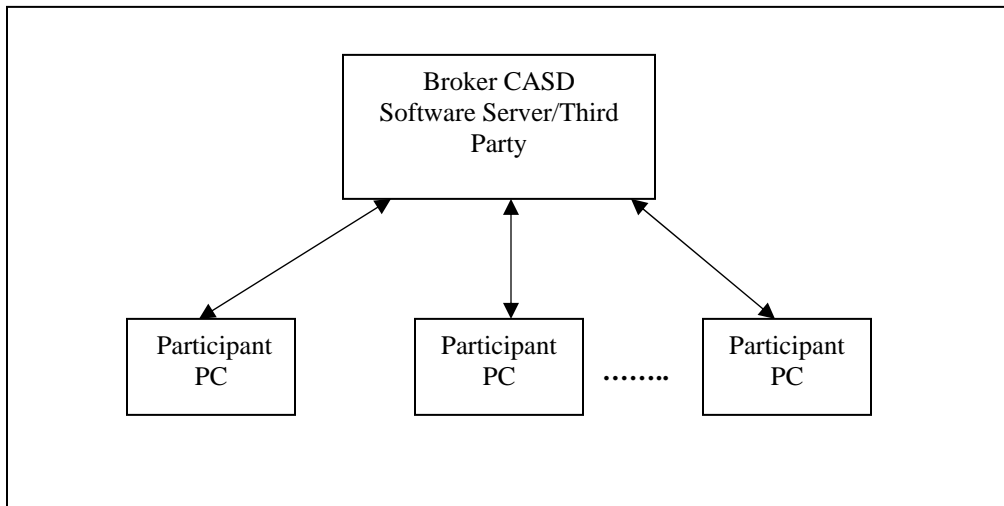 Broker CASD
Software Server/Third
Party
Participant
PC
Participant
PC
........
Participant
PC